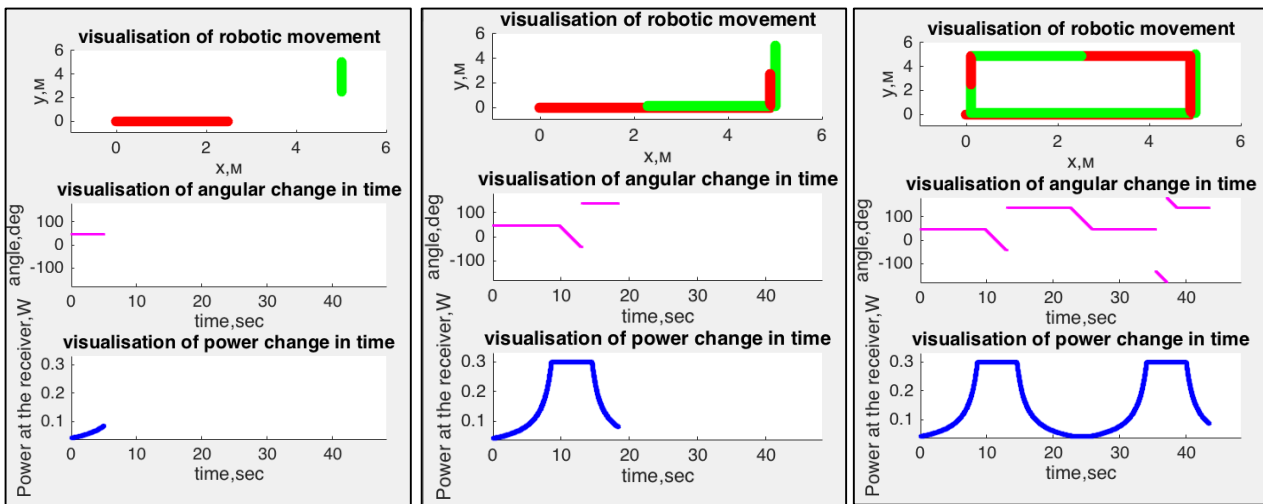 visualisation of robotic movement
6
4
2
0
y,м
0 2 4 6
x,м
visualisation of angular change in time
100
0
-100
angle,deg
0 10 20 30 40
time,sec
visualisation of power change in time
0.3
0.2
0.1
Power at the receiver,W
0 10 20 30 40
time,sec
visualisation of robotic movement
6
4
2
0
y,м
0 2 4 6
x,м
visualisation of angular change in time
100
0
-100
angle,deg
0 10 20 30 40
time,sec
visualisation of power change in time
0.3
0.2
0.1
Power at the receiver,W
0 10 20 30 40
time,sec
visualisation of robotic movement
6
4
2
0
y,м
0 2 4 6
x,м
visualisation of angular change in time
100
0
-100
angle,deg
0 10 20 30 40
time,sec
visualisation of power change in time
0.3
0.2
0.1
Power at the receiver,W
0 10 20 30 40
time,sec